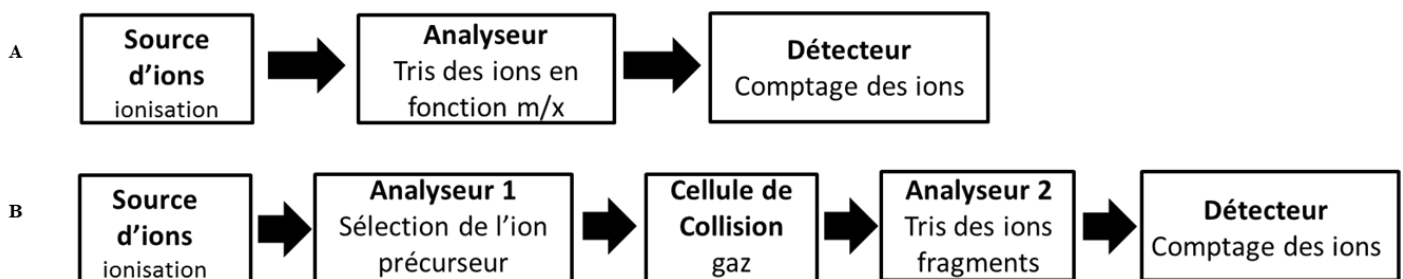 A
Source
d'ions
ionisation
Analyseur
Tris des ions en
fonction m/x
Détecteur
Comptage des ions
B
Source
d'ions
ionisation
Analyseur 1
Sélection de l'ion
précurseur
Cellule de
Collision
gaz
Analyseur 2
Tris des ions
fragments
Détecteur
Comptage des ions